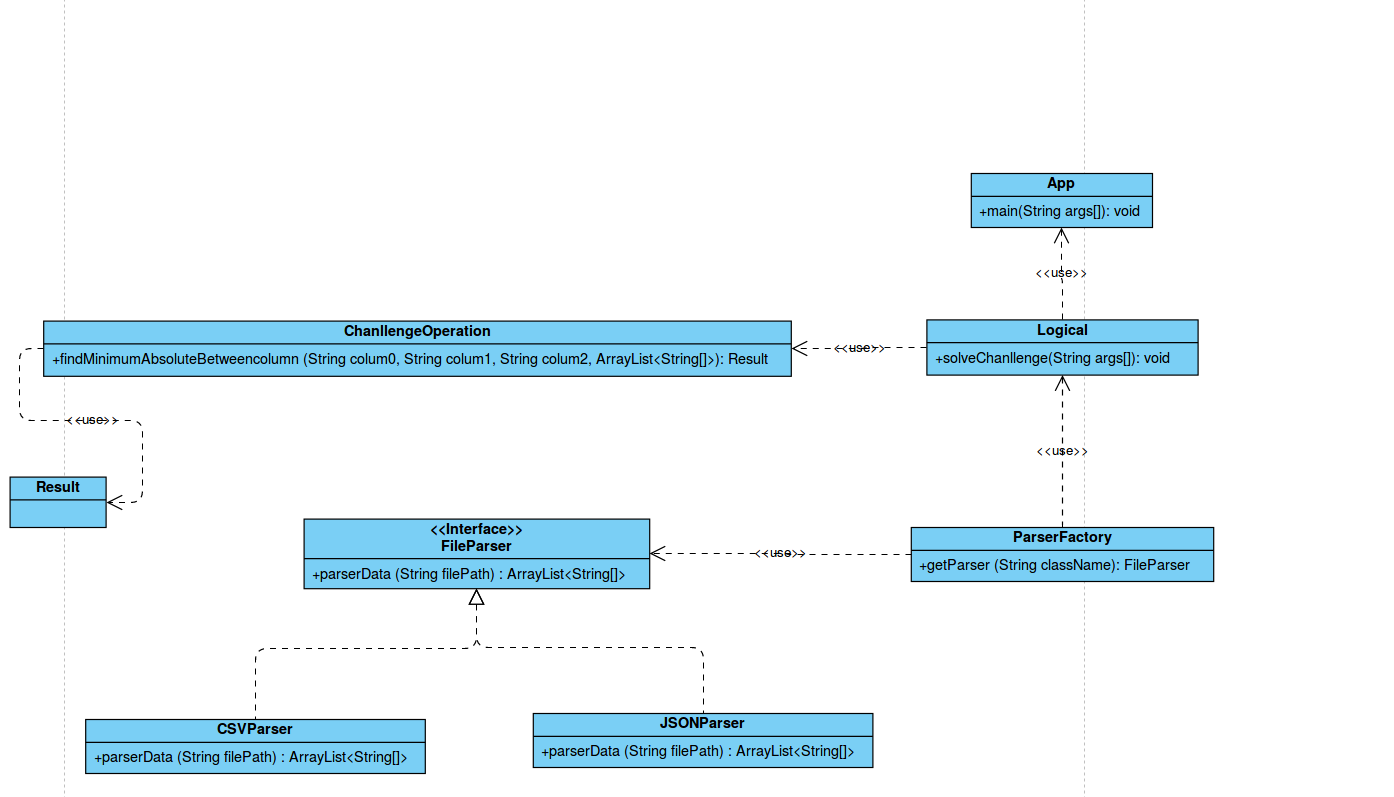 App
+main(String args[]): void
<<use>>
ChanllengeOperation
+findMinimumAbsoluteBetweencolumn (String colum0, String colum1, String colum2, ArrayList<String[]>): Result
<<use>>
Logical
+solveChanllenge(String args[]): void
<<use>>
<<use>>
Result
<<Interface>>
FileParser
+parserData (String filePath) : ArrayList<String[]>
<<use>>
ParserFactory
+getParser (String className): FileParser
CSVParser
+parserData (String filePath) : ArrayList<String[]>
JSONParser
+parserData (String filePath) : ArrayList<String[]>